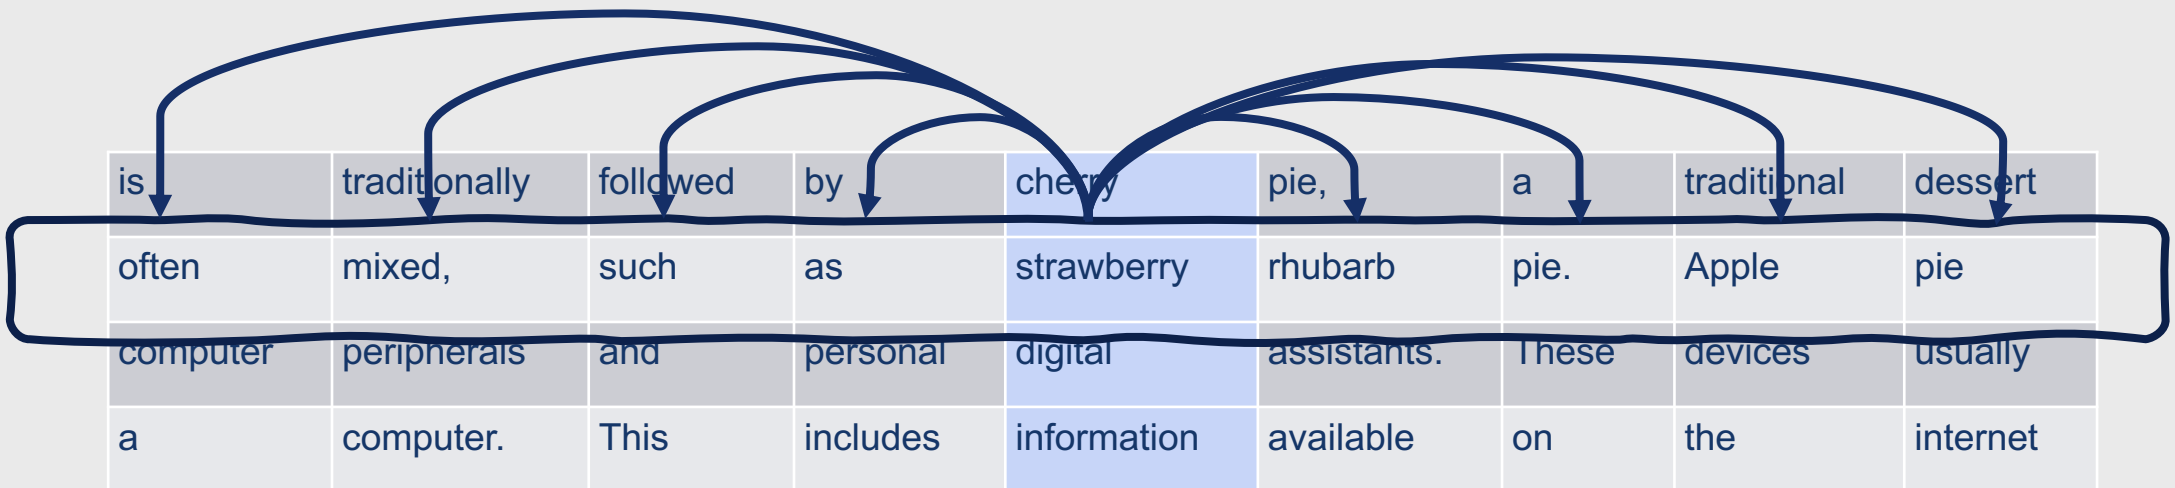 is traditionally followed by cherry pie, a traditional dessert
often mixed, such as strawberry rhubarb pie. Apple pie
computer peripherals and personal digital assistants. These devices usually
a computer. This includes information available on the internet